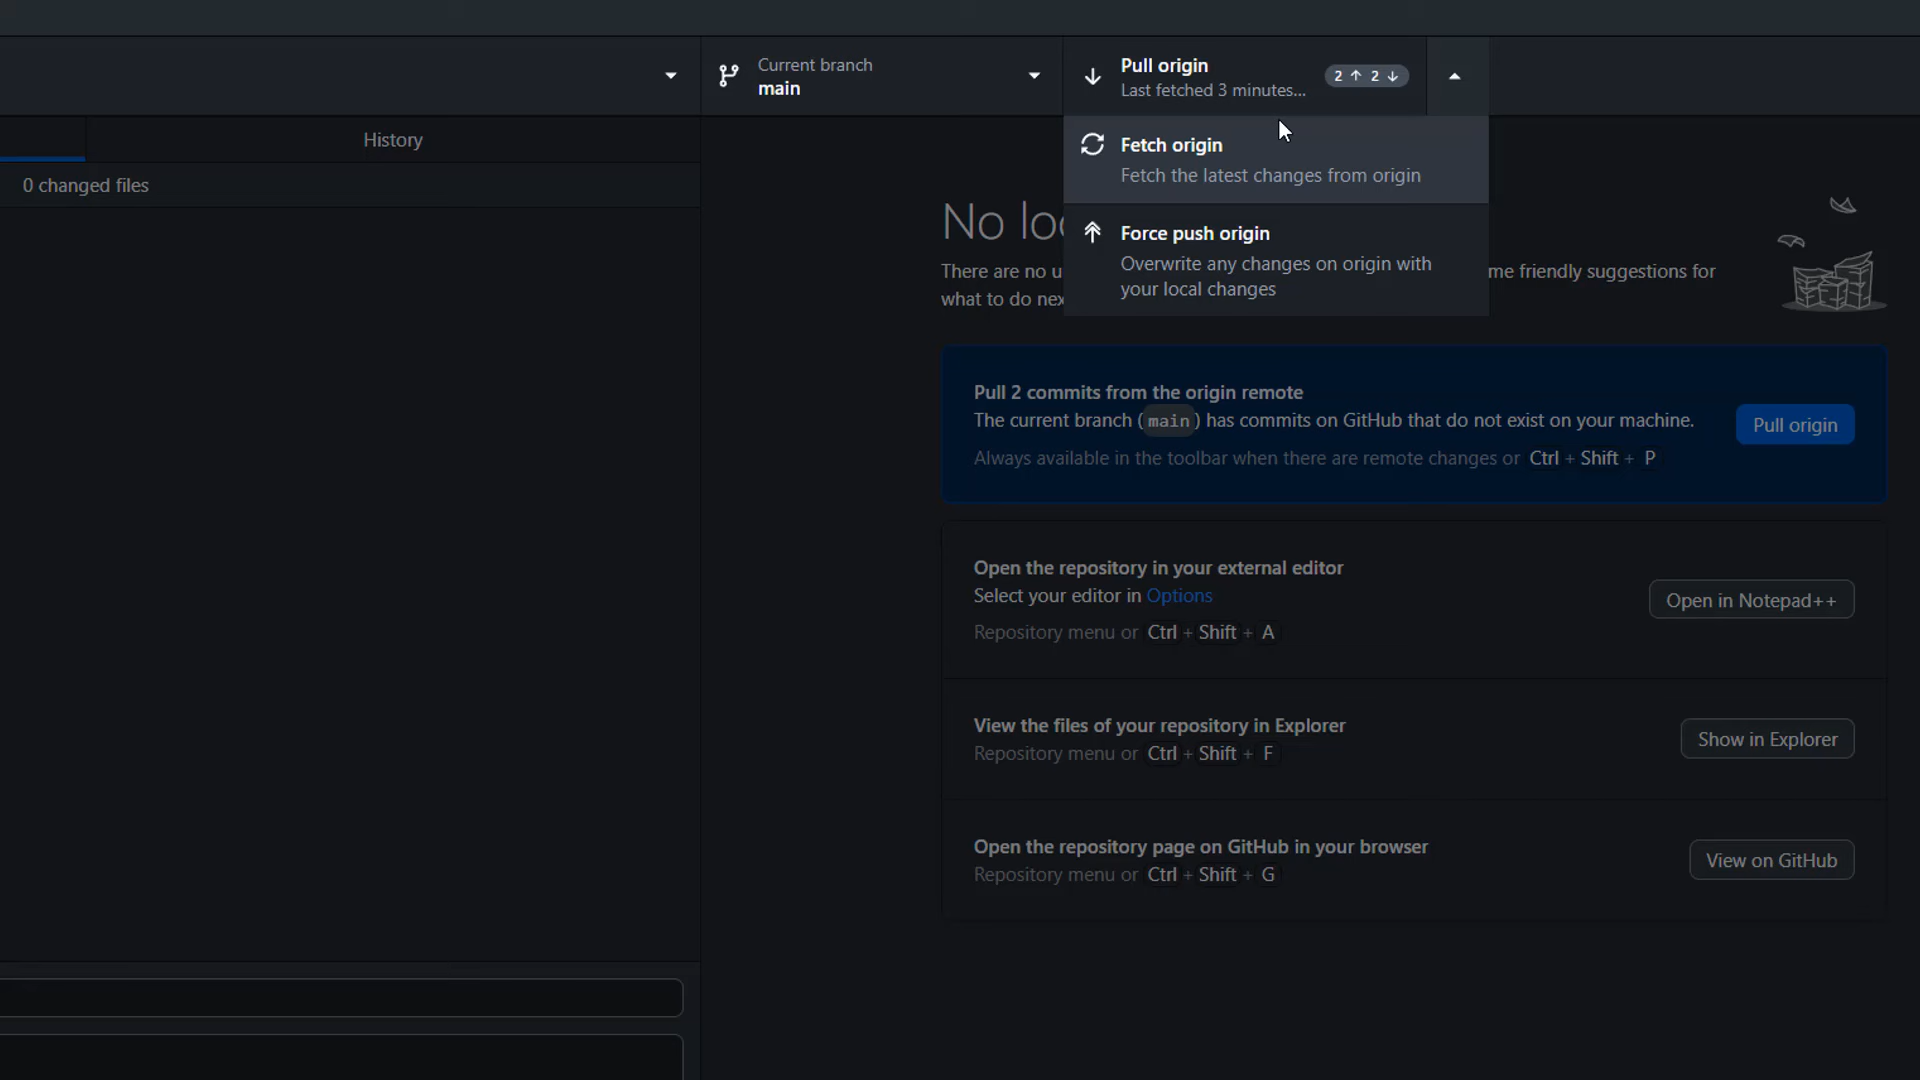 Current branch
main
Pull origin
Last fetched 3 minutes...
2 ↑ 2 ↓
History
0 changed files
Fetch origin
Fetch the latest changes from origin
Force push origin
Overwrite any changes on origin with
your local changes
No lo
There are no u
me friendly suggestions for
what to do nex
Pull 2 commits from the origin remote
The current branch ( main ) has commits on GitHub that do not exist on your machine.
Always available in the toolbar when there are remote changes or Ctrl + Shift + P
Pull origin
Open the repository in your external editor
Select your editor in Options
Repository menu or Ctrl + Shift + A
Open in Notepad++
View the files of your repository in Explorer
Repository menu or Ctrl + Shift + F
Show in Explorer
Open the repository page on GitHub in your browser
Repository menu or Ctrl + Shift + G
View on GitHub